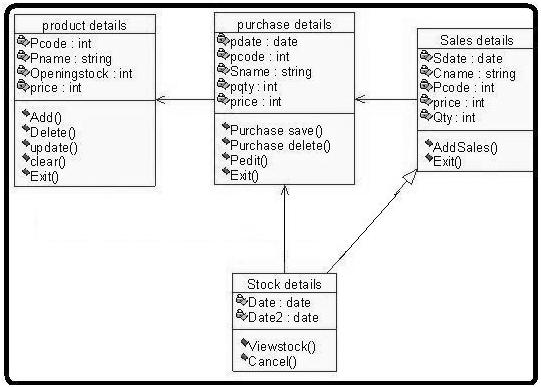 product details
Pcode : int
Pname : string
Openingstock : int
price : int
Add()
Delete()
update()
clear()
Exit()
purchase details
pdate : date
pcode : int
Sname : string
pqty : int
price : int
Purchase save()
Purchase delete()
Pedit()
Exit()
Sales details
Sdate : date
Cname : string
Pcode : int
price : int
Qty : int
AddSales()
Exit()
Stock details
Date : date
Date2 : date
Viewstock()
Cancel()